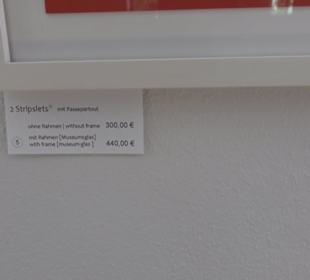 2 Stripslets® mit Passepartout
ohne Rahmen | without frame 300,00 €
5 mit Rahmen [Museumsglas]
with frame [museum-glas] 440,00 €